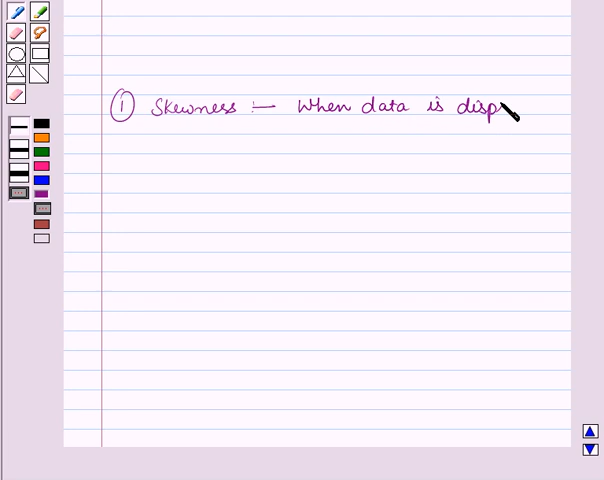 ① Skewness :- When data is disp